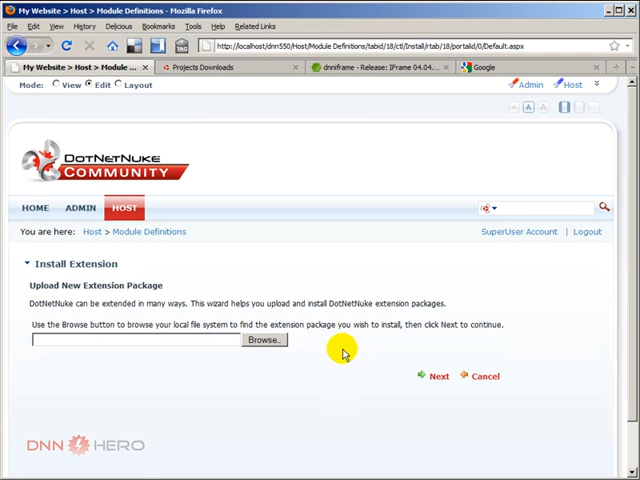 My Website > Host > Module Definitions - Mozilla Firefox
File Edit View History Delicious Bookmarks Tools Help Related Links
http://localhost/dnn550/Host/Module Definitions/tabid/18/ctl/Install/rtab/18/portalid/0/Default.aspx
My Website > Host > Module ... Projects Downloads dnniframe - Release: IFrame 04.04.... Google
Mode: View Edit Layout Admin Host
A A A
DOTNETNUKE
COMMUNITY
HOME ADMIN HOST
You are here: Host > Module Definitions SuperUser Account | Logout
Install Extension
Upload New Extension Package
DotNetNuke can be extended in many ways. This wizard helps you upload and install DotNetNuke extension packages.
Use the Browse button to browse your local file system to find the extension package you wish to install, then click Next to continue.
Browse..
Next Cancel
DNN HERO